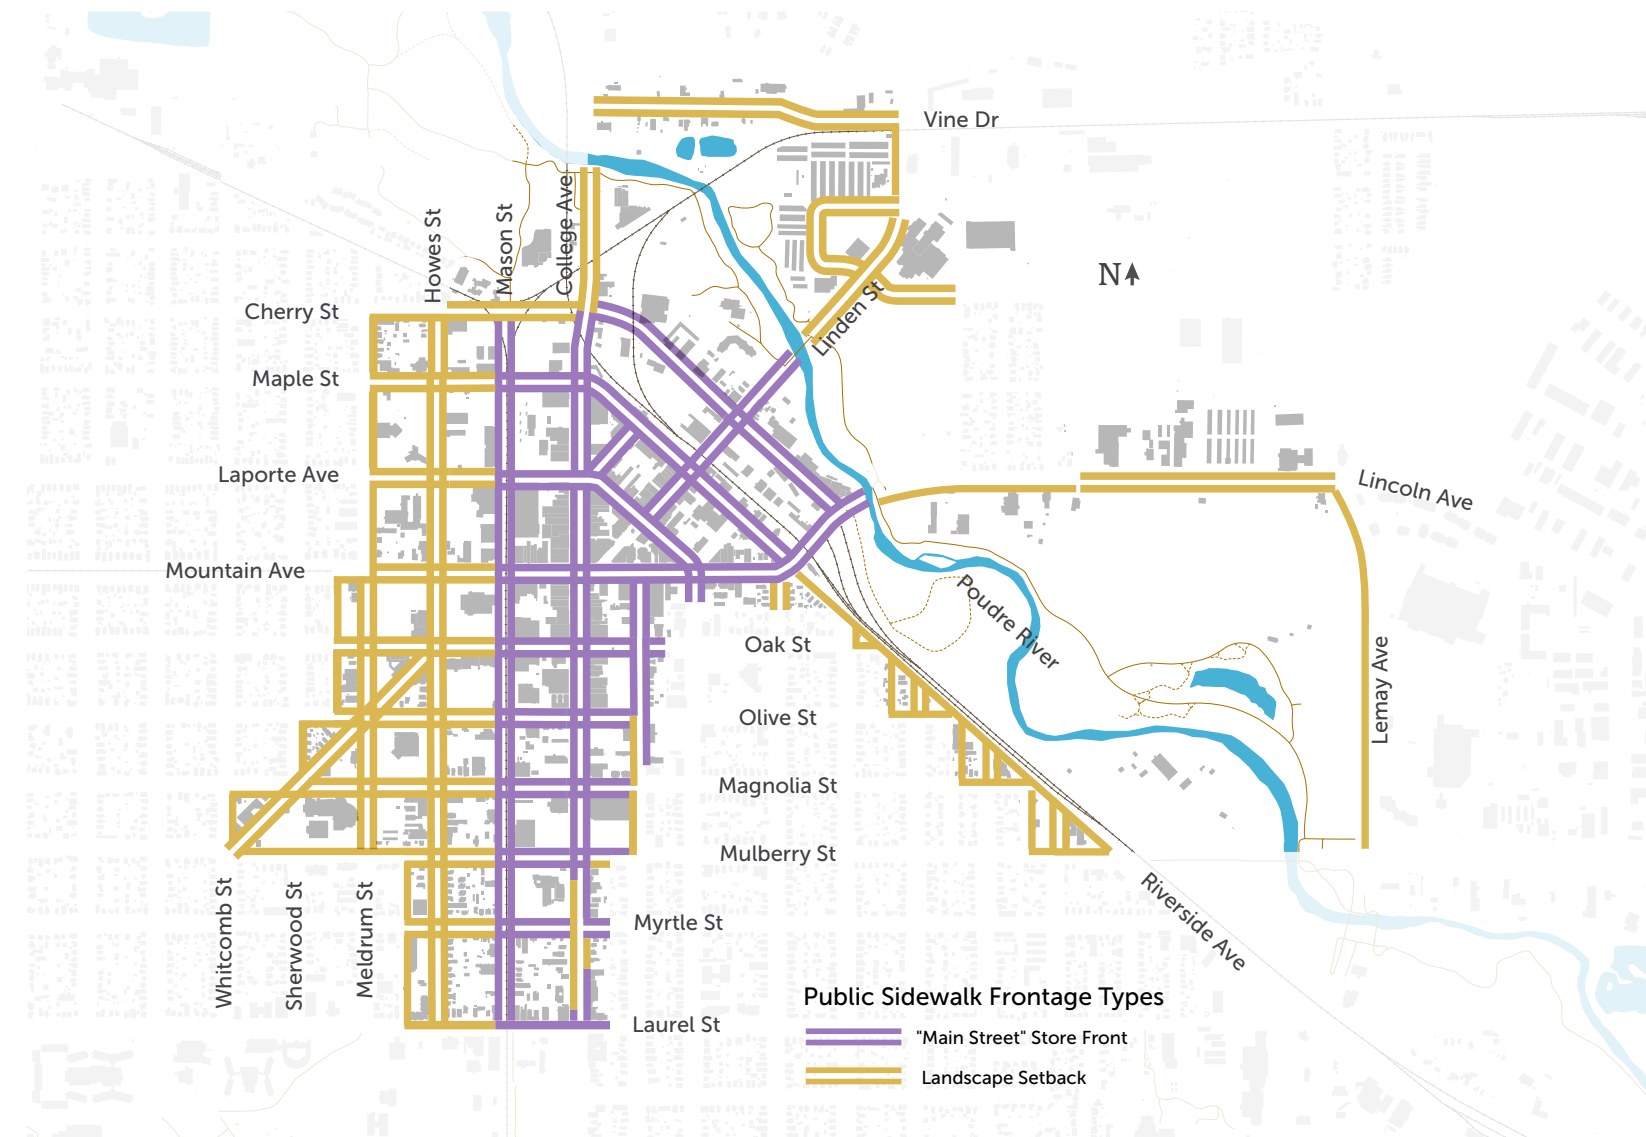 Vine Dr
Howes St
Mason St
College Ave
N
Cherry St
Linden St
Maple St
Laporte Ave
Lincoln Ave
Mountain Ave
Poudre River
Oak St
Lemay Ave
Olive St
Magnolia St
Mulberry St
Whitcomb St
Sherwood St
Meldrum St
Myrtle St
Riverside Ave
Laurel St
Public Sidewalk Frontage Types
"Main Street" Store Front
Landscape Setback